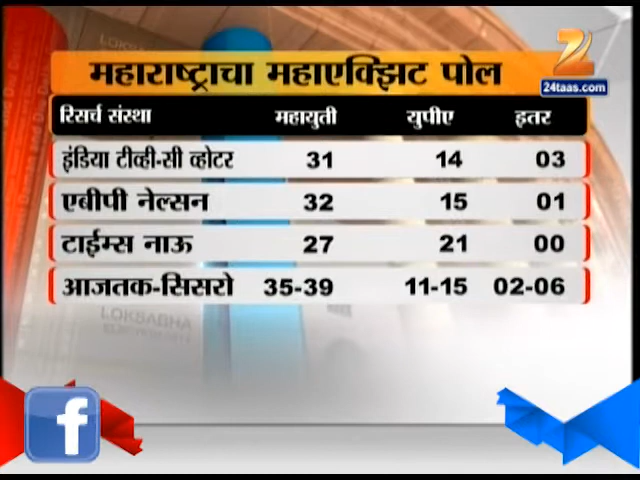 महाराष्ट्राचा महाएक्झिट पोल
24taas.com
रिसर्च संस्था महायुती यूपीए इतर
इंडिया टीव्ही-सी व्होटर 31 14 03
एबीपी नेल्सन 32 15 01
टाईम्स नाऊ 27 21 00
आजतक-सिसरो 35-39 11-15 02-06
LOKSABHA